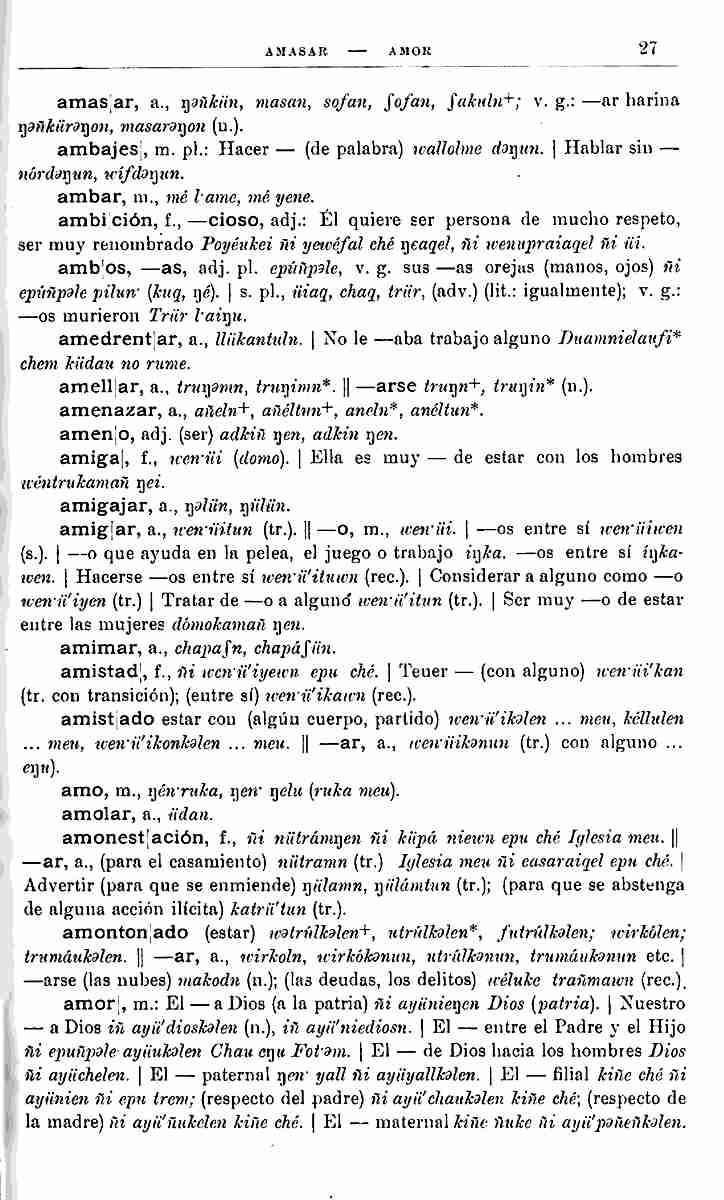 AMASAR — AMOR 27
amas|ar, a., ŋəñkün, masan, sofan, ʃofan, ʃakuln+; v. g.: —ar harina
ŋəñkürəŋon, masarəŋon (n.).
ambajes|, m. pl.: Hacer — (de palabra) wallolme dəŋun. | Hablar sin —
nórdəŋun, wífdəŋun.
ambar, m., mé l·ame, mé yene.
ambi|ción, f., —cioso, adj.: Él quiere ser persona de mucho respeto,
ser muy renombrado Poyéukei ñi yewéfal ché ŋeaqel, ñi wenupraiaqel ñi üi.
amb|os, —as, adj. pl. epúñpəle, v. g. sus —as orejas (manos, ojos) ñi
epúñpəle pilun· (kuq, ŋé). | s. pl., üiaq, chaq, trür, (adv.) (lit.: igualmente); v. g.:
—os murieron Trür l·aiŋu.
amedrent|ar, a., llükantuln. | No le —aba trabajo alguno Duamnielaufi*
chem küdau no rume.
amell|ar, a., truŋəmn, truŋimn*. || —arse truŋn+, truŋin* (n.).
amenazar, a., añeln+, añéltun+, aneln*, anéltun*.
amen|o, adj. (ser) adkiñ ŋen, adkin ŋen.
amiga|, f., wen·üi (domo). | Ella es muy — de estar con los hombres
wéntrukamañ ŋei.
amigajar, a., ŋəlün, ŋülün.
amig|ar, a., wen·üitun (tr.). || —o, m., wen·üi. | —os entre sí wen·üiwen
(s.). | —o que ayuda en la pelea, el juego o trabajo iŋka. —os entre sí íŋka-
wen. | Hacerse —os entre sí wen·ü'ituwn (rec.). | Considerar a alguno como —o
wen·ü'iyen (tr.) | Tratar de —o a alguno wen·ü'itun (tr.). | Ser muy —o de estar
entre las mujeres dómokamañ ŋen.
amimar, a., chapaʃn, chapáʃün.
amistad|, f., ñi wen·ü'iyewn epu ché. | Tener — (con alguno) wen·üi'kan
(tr. con transición); (entre sí) wen·ü'ikawn (rec.).
amist|ado estar con (algún cuerpo, partido) wen·ü'ikəlen ... meu, kéllulen
... meu, wen·ü'ikonkəlen ... meu. || —ar, a., wen·üikənun (tr.) con alguno ...
eŋu).
amo, m., ŋén·ruka, ŋen· ŋelu (ruka meu).
amolar, a., üdan.
amonest|ación, f., ñi nütrámŋen ñi küpá niewn epu ché Iglesia meu. ||
—ar, a., (para el casamiento) nütramn (tr.) Iglesia meu ñi casaraiqel epu ché. |
Advertir (para que se enmiende) ŋülamn, ŋülámtun (tr.); (para que se abstenga
de alguna acción ilícita) katrü'tun (tr.).
amonton|ado (estar) wətrúlkəlen+, utrúlkəlen*, futrúlkəlen; wirkólen;
trumáukəlen. || —ar, a., wirkoln, wirkókənun, utrúlkənun, trumáukənun etc. |
—arse (las nubes) makodn (n.); (las deudas, los delitos) wéluke trañmawn (rec.).
amor|, m.: El — a Dios (a la patria) ñi ayünieŋen Dios (patria). | Nuestro
— a Dios iñ ayü'dioskəlen (n.), iñ ayü'niediosn. | El — entre el Padre y el Hijo
ñi epuñpəle ayüukəlen Chau eŋu Fot·əm. | El — de Dios hacia los hombres Dios
ñi ayüchelen. | El — paternal ŋen· yall ñi ayüyallkəlen. | El — filial kiñe ché ñi
ayünien ñi epu trem; (respecto del padre) ñi ayü'chaukəlen kiñe ché; (respecto de
la madre) ñi ayü'ñukelen kiñe ché. | El — maternal kiñe ñuke ñi ayü'pəñeñkəlen.